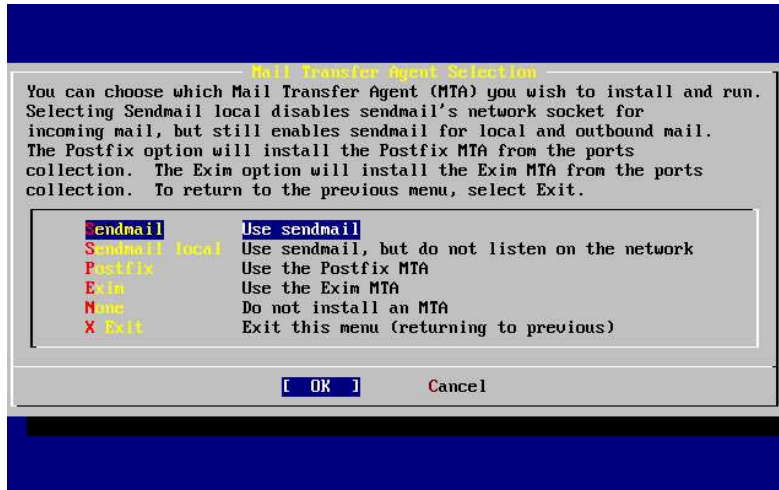 Mail Transfer Agent Selection
You can choose which Mail Transfer Agent (MTA) you wish to install and run.
Selecting Sendmail local disables sendmail's network socket for
incoming mail, but still enables sendmail for local and outbound mail.
The Postfix option will install the Postfix MTA from the ports
collection.  The Exim option will install the Exim MTA from the ports
collection.  To return to the previous menu, select Exit.
Sendmail Use sendmail
Sendmail local Use sendmail, but do not listen on the network
Postfix Use the Postfix MTA
Exim Use the Exim MTA
None Do not install an MTA
X Exit Exit this menu (returning to previous)
[ OK ] Cancel